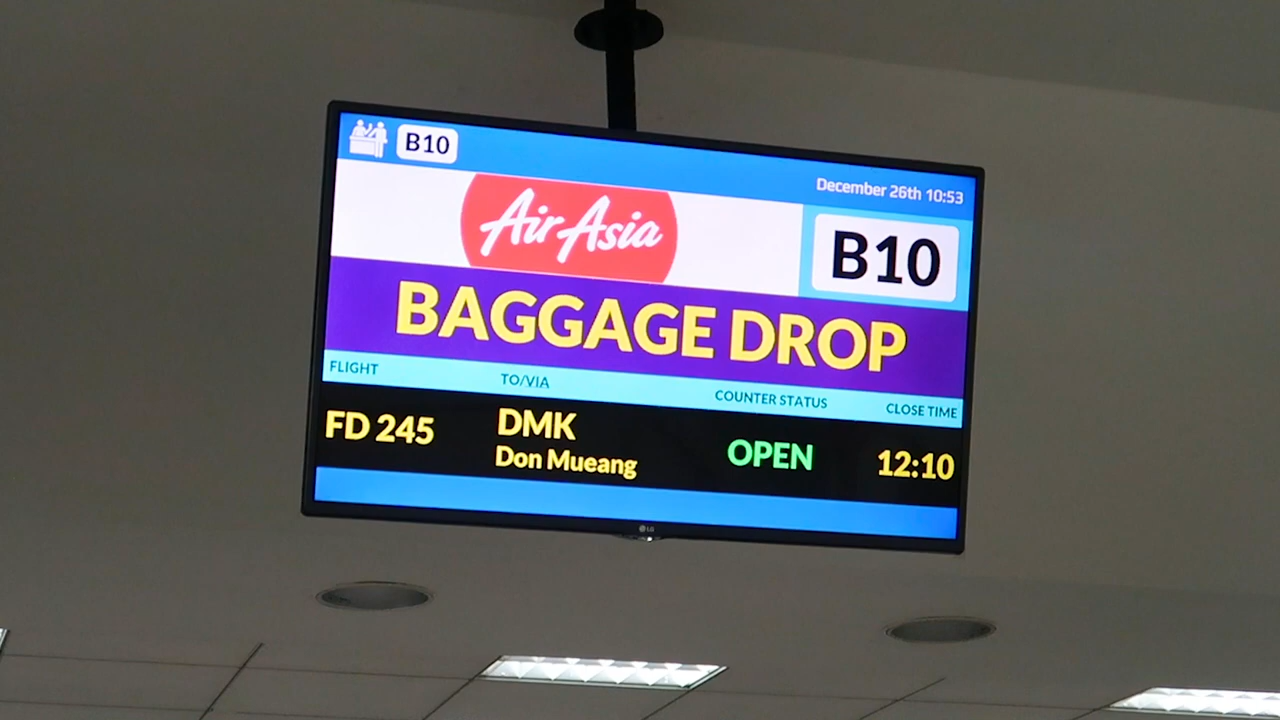 B10
December 26th 10:53
AirAsia
B10
BAGGAGE DROP
FLIGHT TO/VIA COUNTER STATUS CLOSE TIME
FD 245 DMK OPEN 12:10
Don Mueang
LG